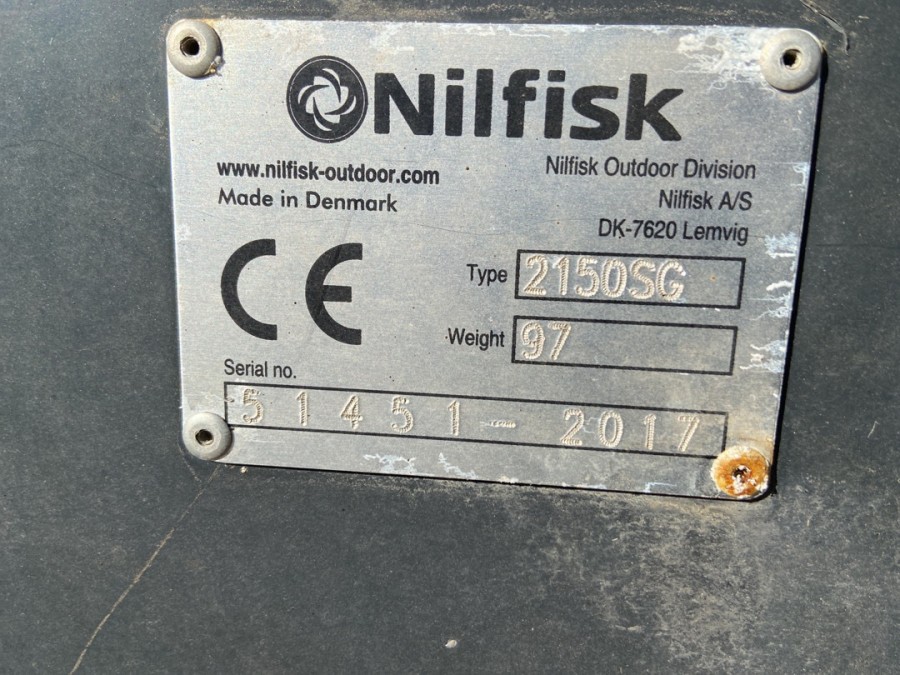 Nilfisk
www.nilfisk-outdoor.com
Made in Denmark
Nilfisk Outdoor Division
Nilfisk A/S
DK-7620 Lemvig
CE
Type 2150SG
Weight 97
Serial no.
51451-2017